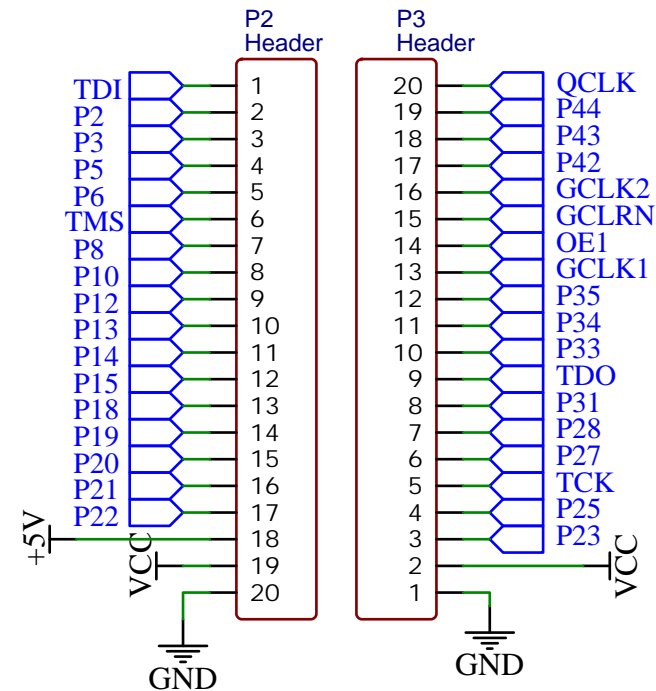 P2
Header
TDI 1
P2 2
P3 3
P5 4
P6 5
TMS 6
P8 7
P10 8
P12 9
P13 10
P14 11
P15 12
P18 13
P19 14
P20 15
P21 16
P22 17
+5V 18
VCC 19
20
GND
P3
Header
20 QCLK
19 P44
18 P43
17 P42
16 GCLK2
15 GCLRN
14 OE1
13 GCLK1
12 P35
11 P34
10 P33
9 TDO
8 P31
7 P28
6 P27
5 TCK
4 P25
3 P23
2 VCC
1
GND